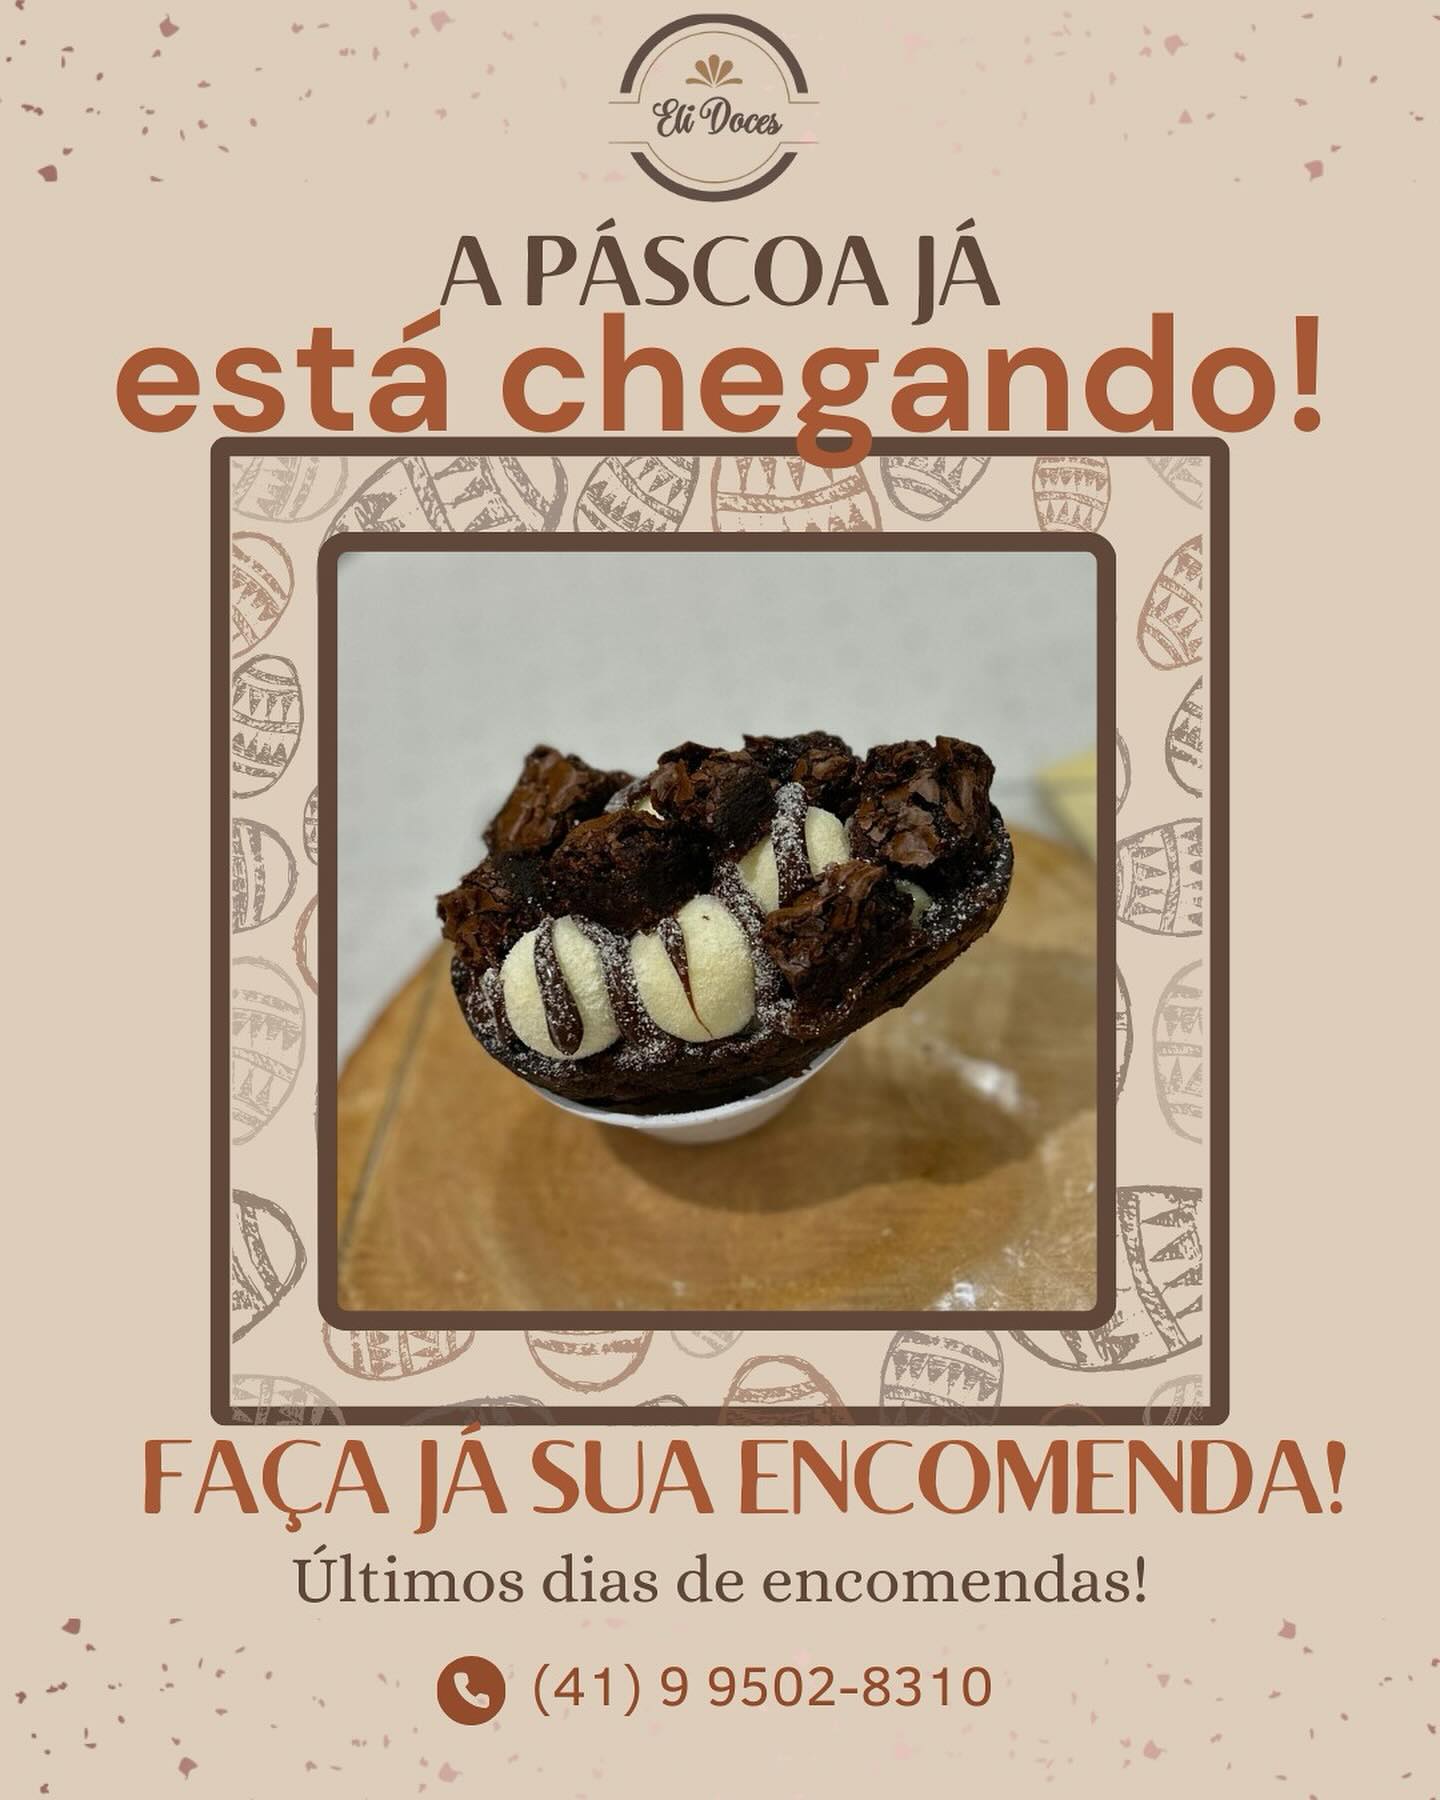 Eli Doces
A PÁSCOA JÁ
está chegando!
FAÇA JÁ SUA ENCOMENDA!
Últimos dias de encomendas!
(41) 9 9502-8310